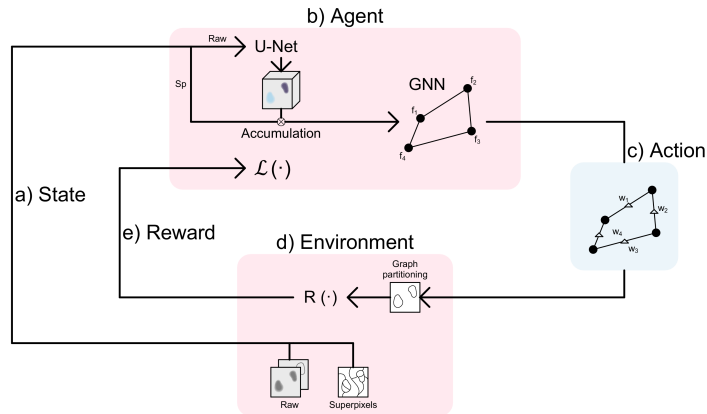 b) Agent
Raw
U-Net
Sp
GNN
f₂
f₁
f₃
f₄
Accumulation
c) Action
ℒ(·)
a) State
w₁
w₂
w₄
w₃
e) Reward
d) Environment
Graph
partitioning
R (·)
Raw
Superpixels